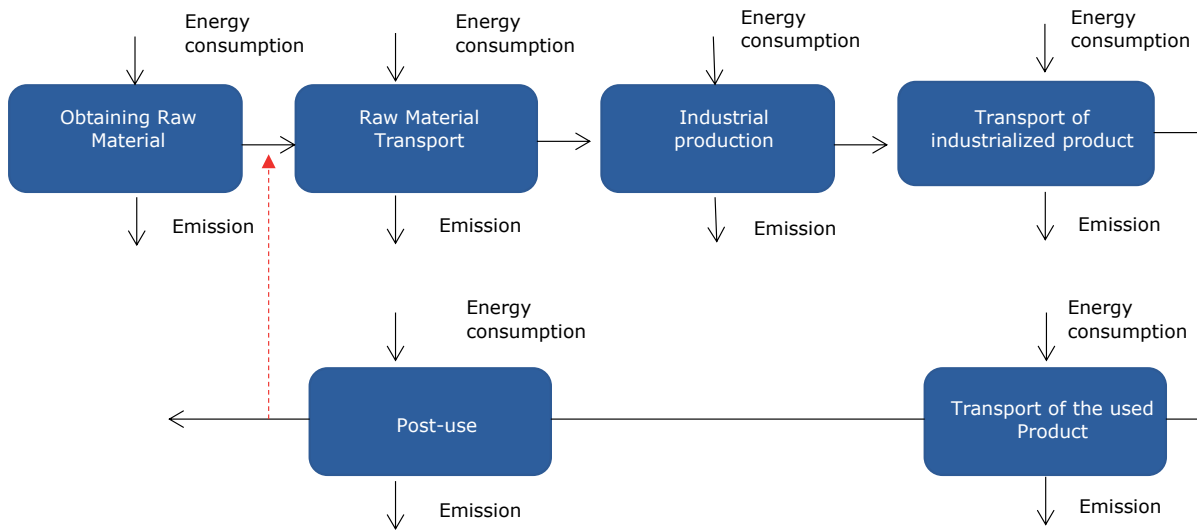 Energy
consumption
Energy
consumption
Energy
consumption
Energy
consumption
Obtaining Raw
Material
Raw Material
Transport
Industrial
production
Transport of
industrialized product
Emission
Emission
Emission
Emission
Energy
consumption
Energy
consumption
Post-use
Transport of the used
Product
Emission
Emission